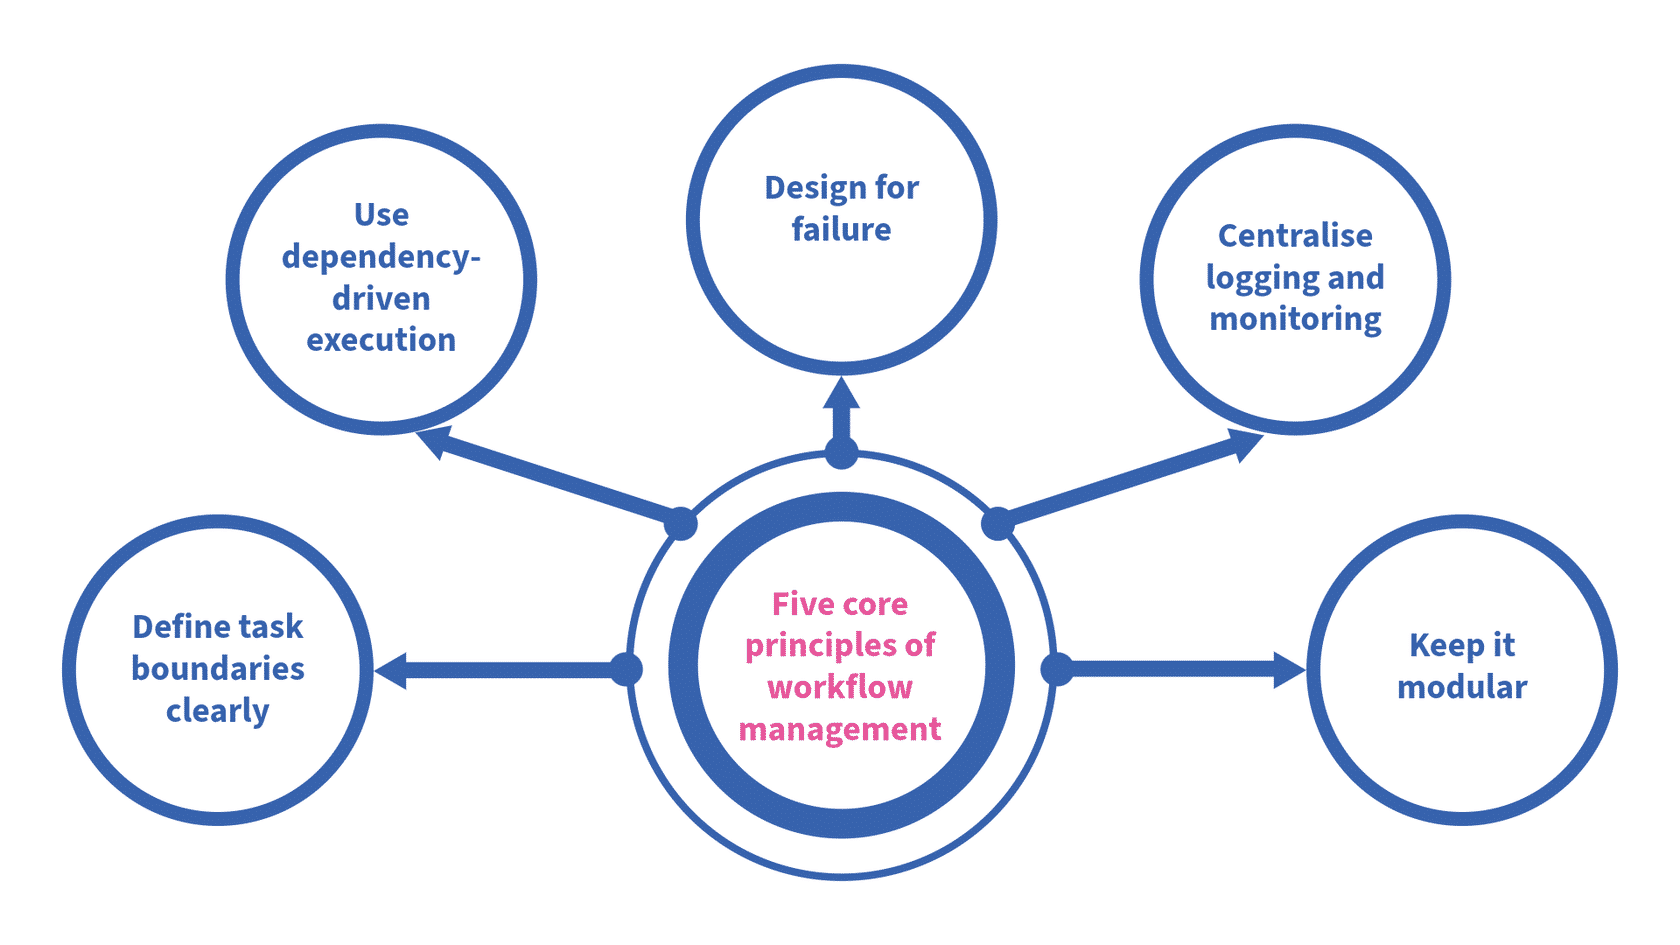 Design for
failure
Use
dependency-
driven
execution
Centralise
logging and
monitoring
Define task
boundaries
clearly
Five core
principles of
workflow
management
Keep it
modular